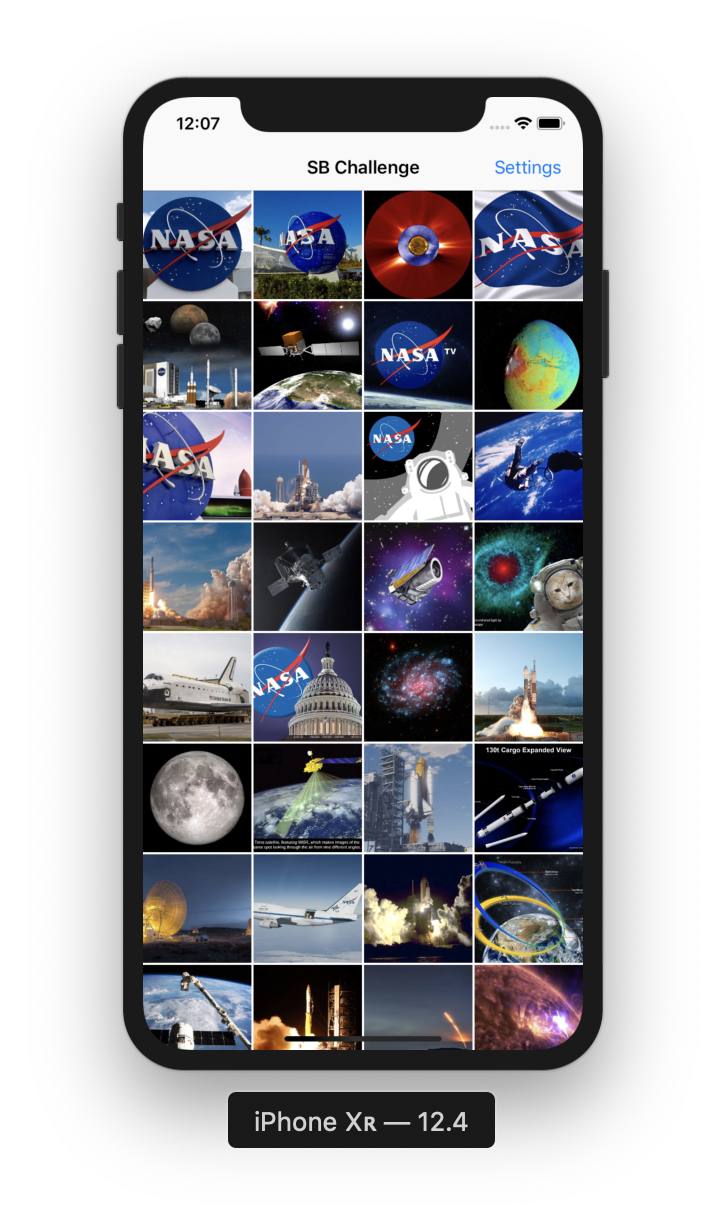 12:07
SB Challenge
Settings
NASA
NASA
NASA
NASA
NASA TV
NASA
NASA
NASA
130t Cargo Expanded View
Terra satellite, featuring MISR, which makes images of the
same spot looking through the air from nine different angles
iPhone XR — 12.4